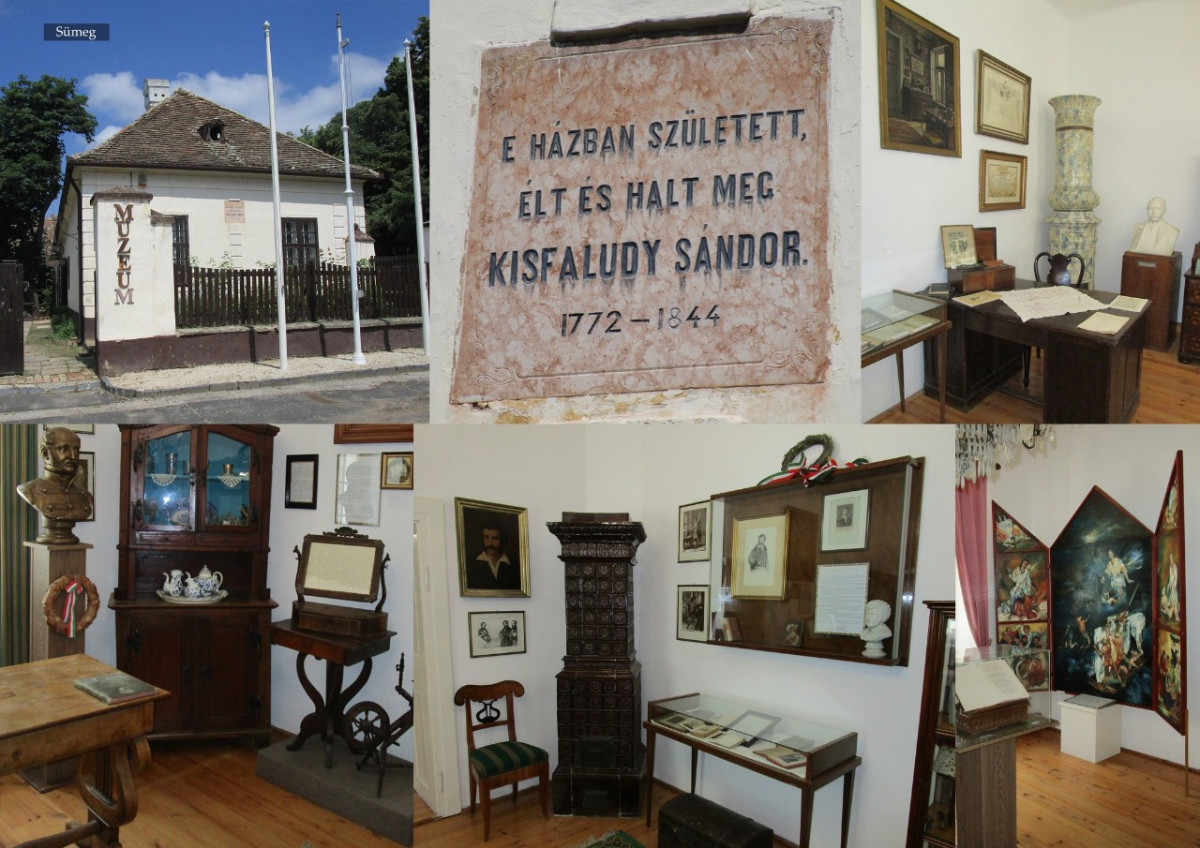 Sümeg
MÚZEUM
E HÁZBAN SZÜLETETT,
ÉLT ÉS HALT MEG
KISFALUDY SÁNDOR.
1772 – 1844